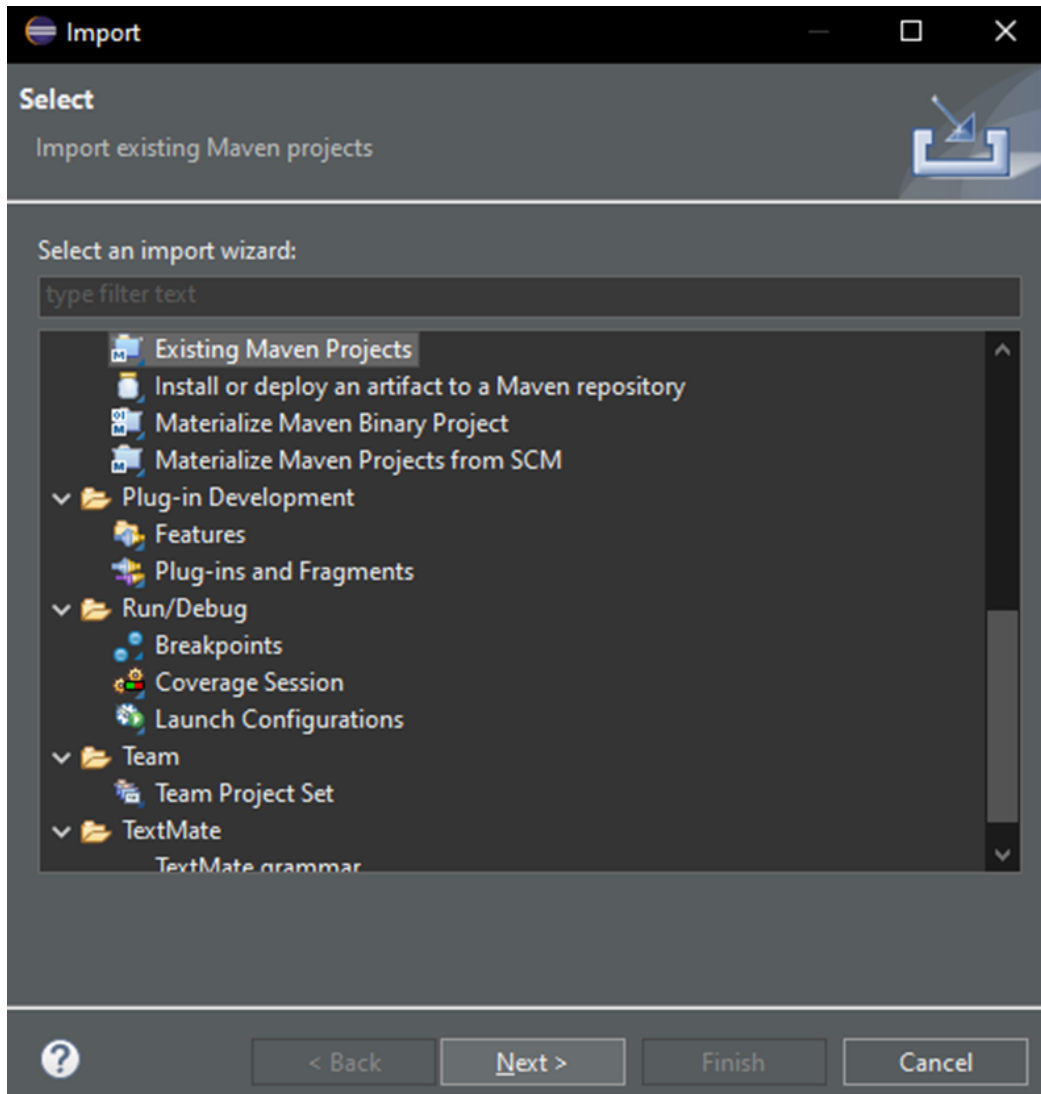 Import
Select
Import existing Maven projects
Select an import wizard:
type filter text
Existing Maven Projects
Install or deploy an artifact to a Maven repository
Materialize Maven Binary Project
Materialize Maven Projects from SCM
Plug-in Development
Features
Plug-ins and Fragments
Run/Debug
Breakpoints
Coverage Session
Launch Configurations
Team
Team Project Set
TextMate
TextMate grammar
? < Back Next > Finish Cancel